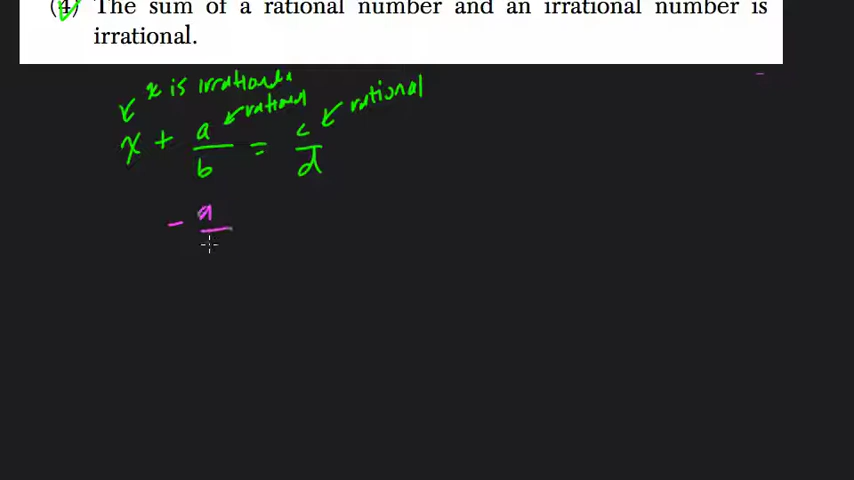 (4) The sum of a rational number and an irrational number is
irrational.
x is irrational
rational
rational
x + a/b = c/d
- a